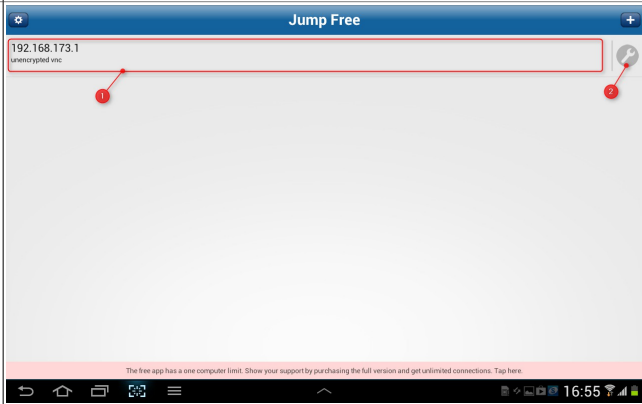 Jump Free
+
192.168.173.1
unencrypted vnc
1
2
The free app has a one computer limit. Show your support by purchasing the full version and get unlimited connections. Tap here.
16:55